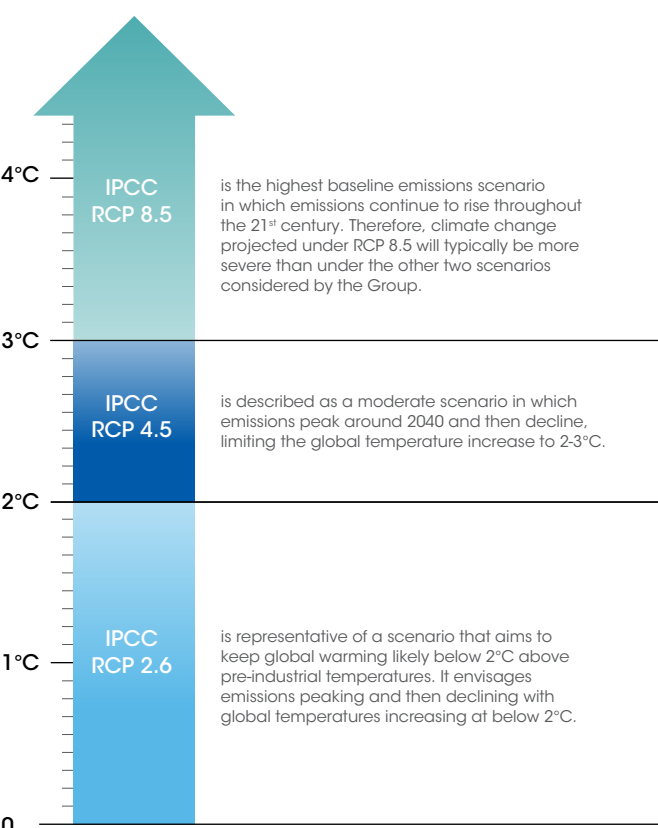 4°C
IPCC
RCP 8.5
is the highest baseline emissions scenario
in which emissions continue to rise throughout
the 21st century. Therefore, climate change
projected under RCP 8.5 will typically be more
severe than under the other two scenarios
considered by the Group.
3°C
IPCC
RCP 4.5
is described as a moderate scenario in which
emissions peak around 2040 and then decline,
limiting the global temperature increase to 2-3°C.
2°C
1°C
IPCC
RCP 2.6
is representative of a scenario that aims to
keep global warming likely below 2°C above
pre-industrial temperatures. It envisages
emissions peaking and then declining with
global temperatures increasing at below 2°C.
0